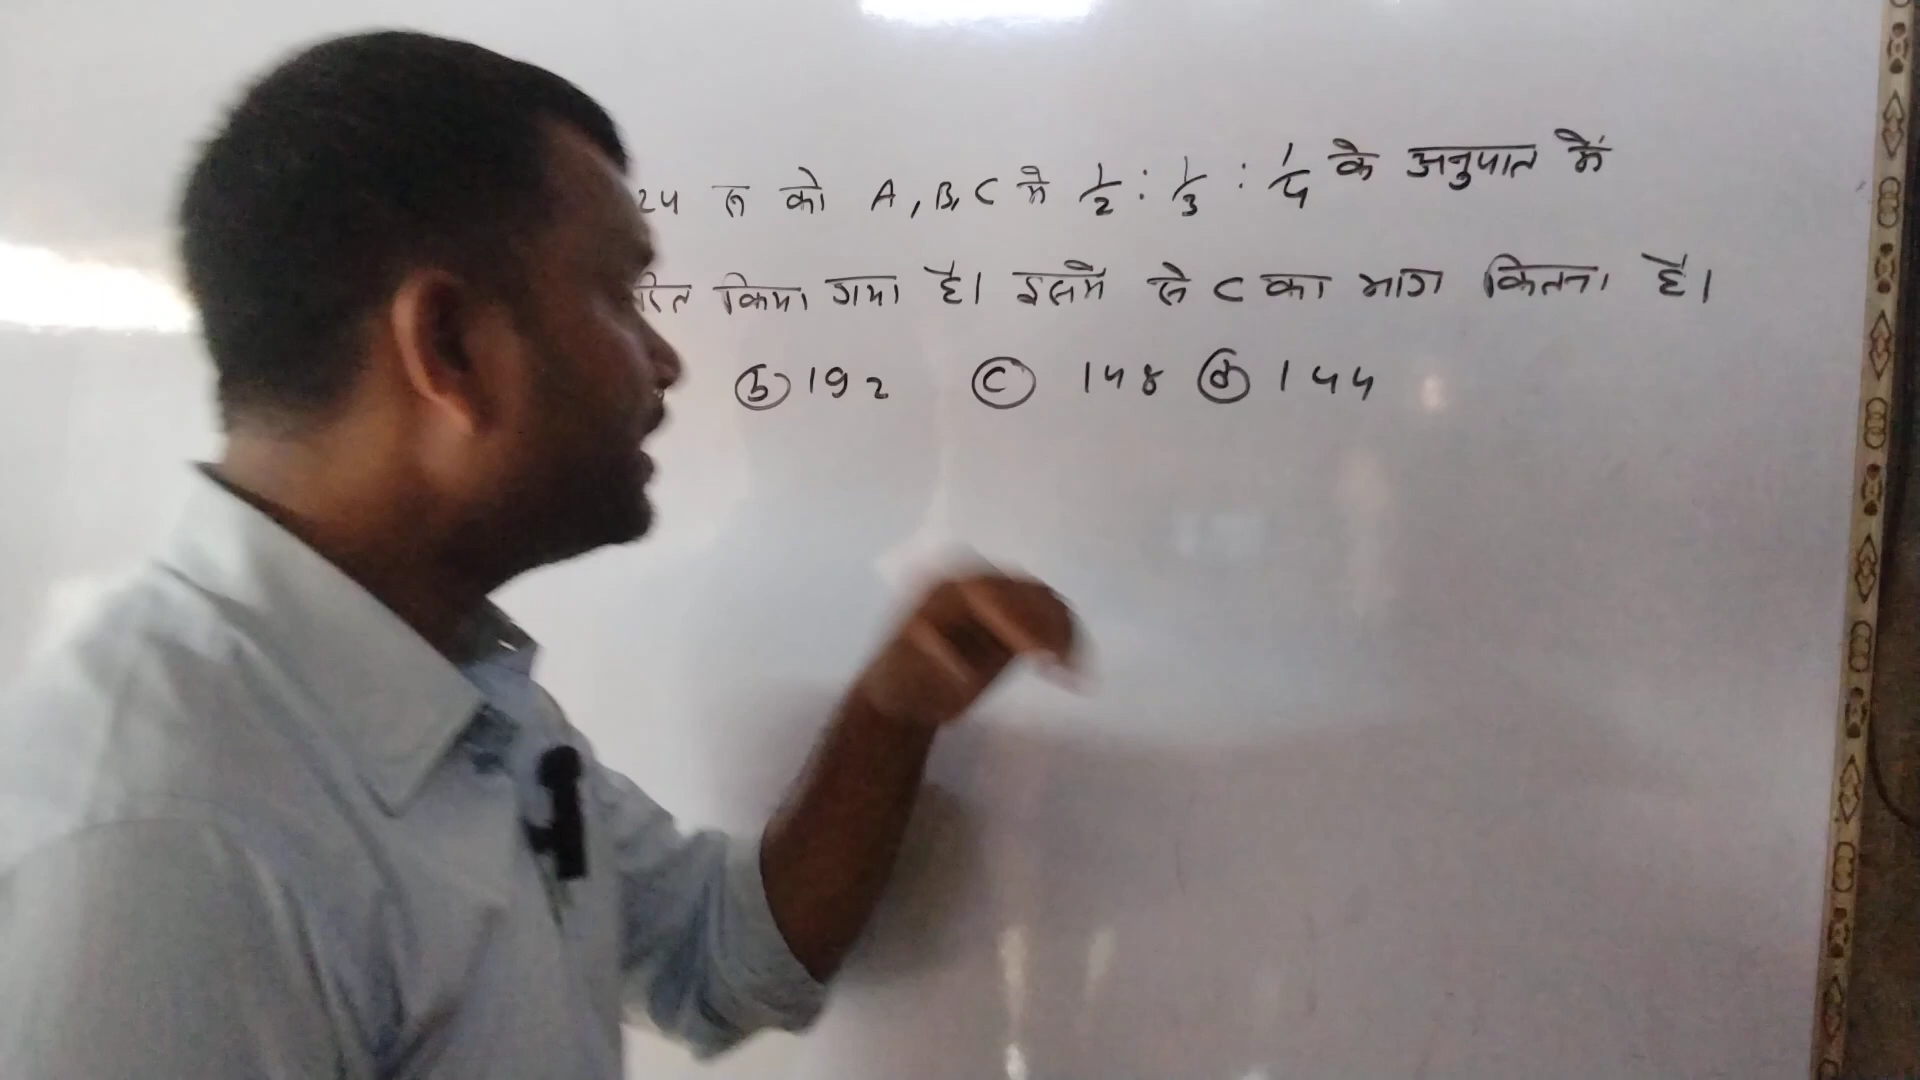 24 रु को A, B, C में 1/2 : 1/3 : 1/4 के अनुपात में
किया गया है। इसमें से C का भाग कितना है।
(b) 192 (C) 148 (d) 144